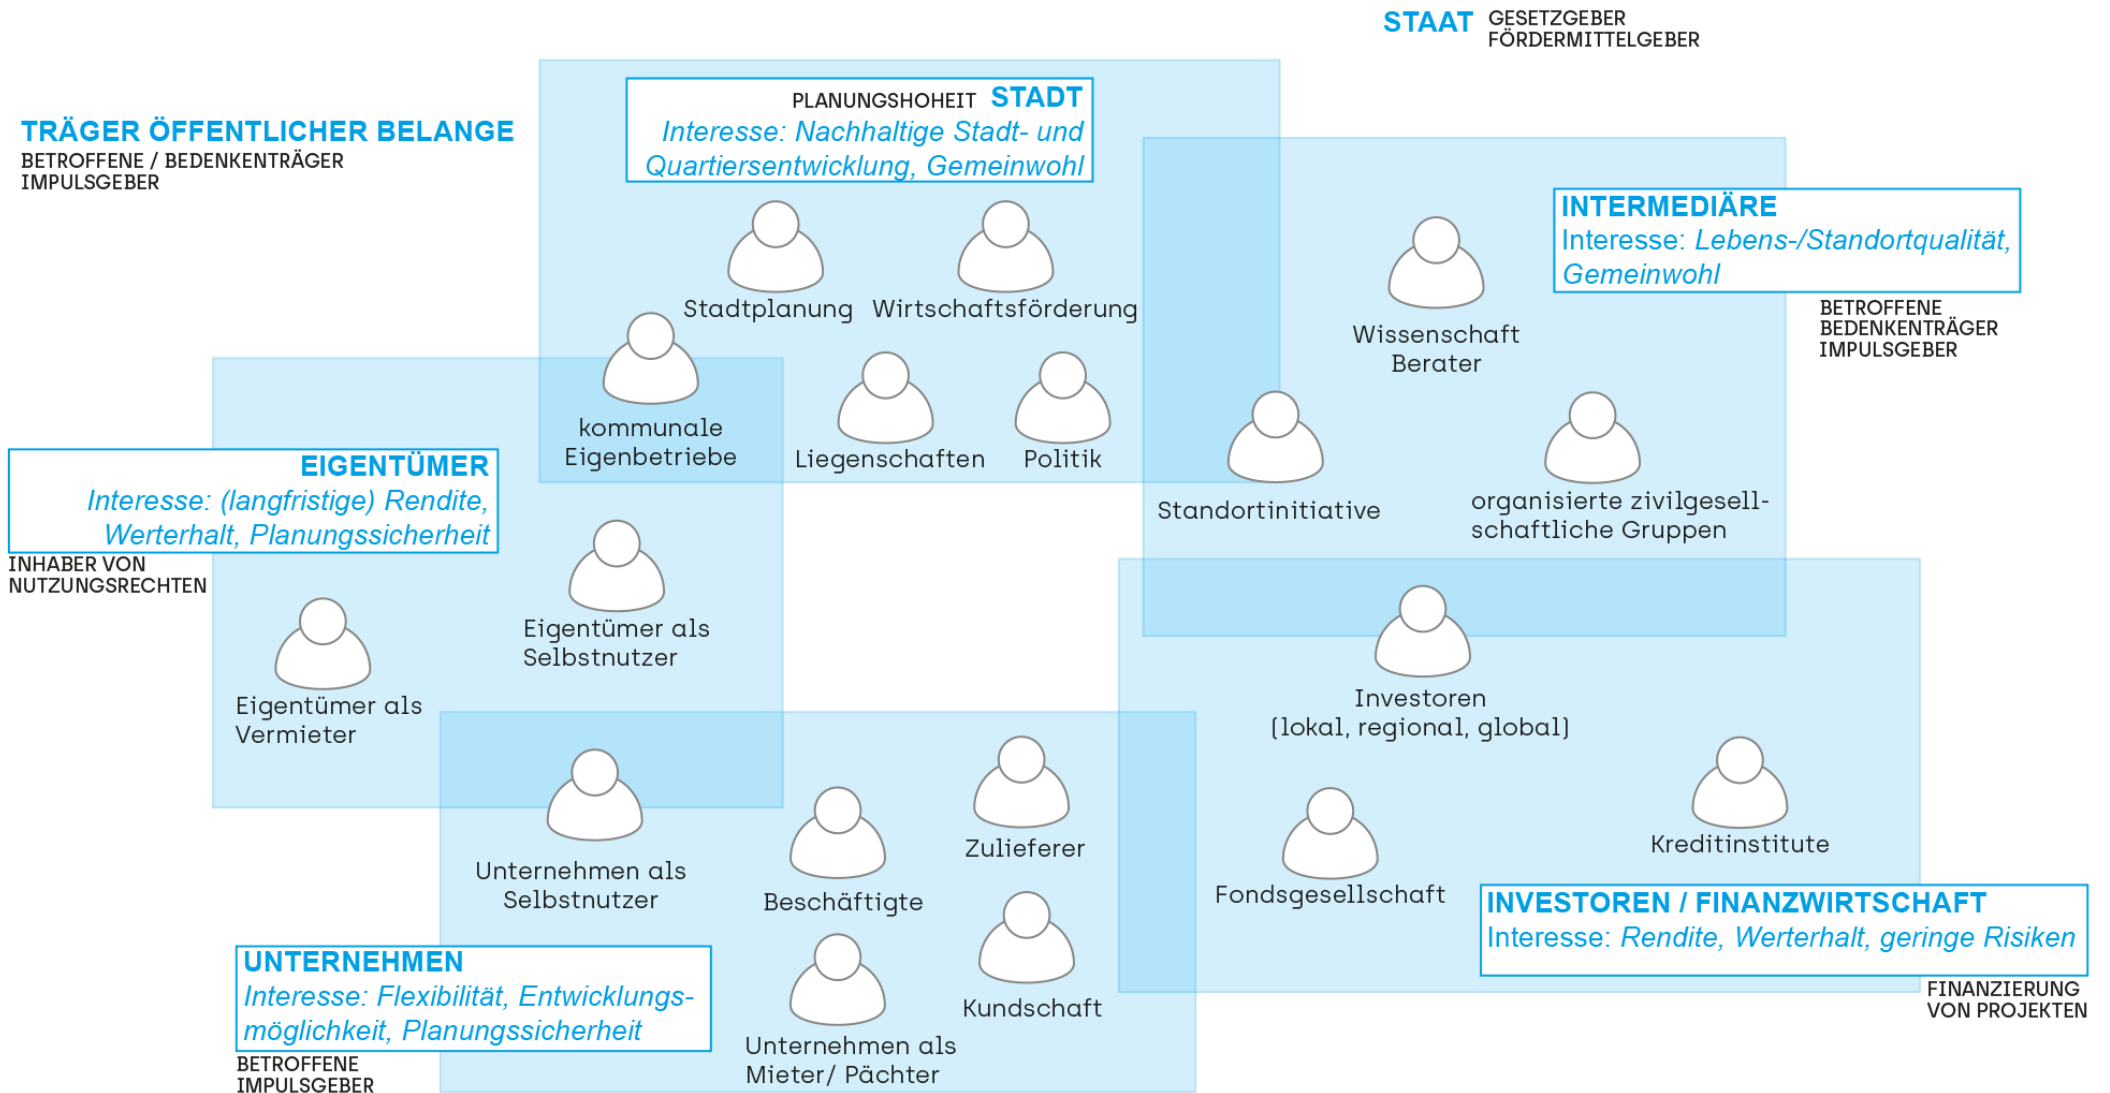 STAAT GESETZGEBER
FÖRDERMITTELGEBER
TRÄGER ÖFFENTLICHER BELANGE
BETROFFENE / BEDENKENTRÄGER
IMPULSGEBER
PLANUNGSHOHEIT STADT
Interesse: Nachhaltige Stadt- und
Quartiersentwicklung, Gemeinwohl
Stadtplanung
Wirtschaftsförderung
kommunale
Eigenbetriebe
Liegenschaften
Politik
INTERMEDIÄRE
Interesse: Lebens-/Standortqualität,
Gemeinwohl
BETROFFENE
BEDENKENTRÄGER
IMPULSGEBER
Wissenschaft
Berater
Standortinitiative
organisierte zivilgesell-
schaftliche Gruppen
EIGENTÜMER
Interesse: (langfristige) Rendite,
Werterhalt, Planungssicherheit
INHABER VON
NUTZUNGSRECHTEN
Eigentümer als
Selbstnutzer
Eigentümer als
Vermieter
Investoren
(lokal, regional, global)
Fondsgesellschaft
Kreditinstitute
INVESTOREN / FINANZWIRTSCHAFT
Interesse: Rendite, Werterhalt, geringe Risiken
FINANZIERUNG
VON PROJEKTEN
Unternehmen als
Selbstnutzer
Beschäftigte
Zulieferer
Kundschaft
Unternehmen als
Mieter/ Pächter
UNTERNEHMEN
Interesse: Flexibilität, Entwicklungs-
möglichkeit, Planungssicherheit
BETROFFENE
IMPULSGEBER